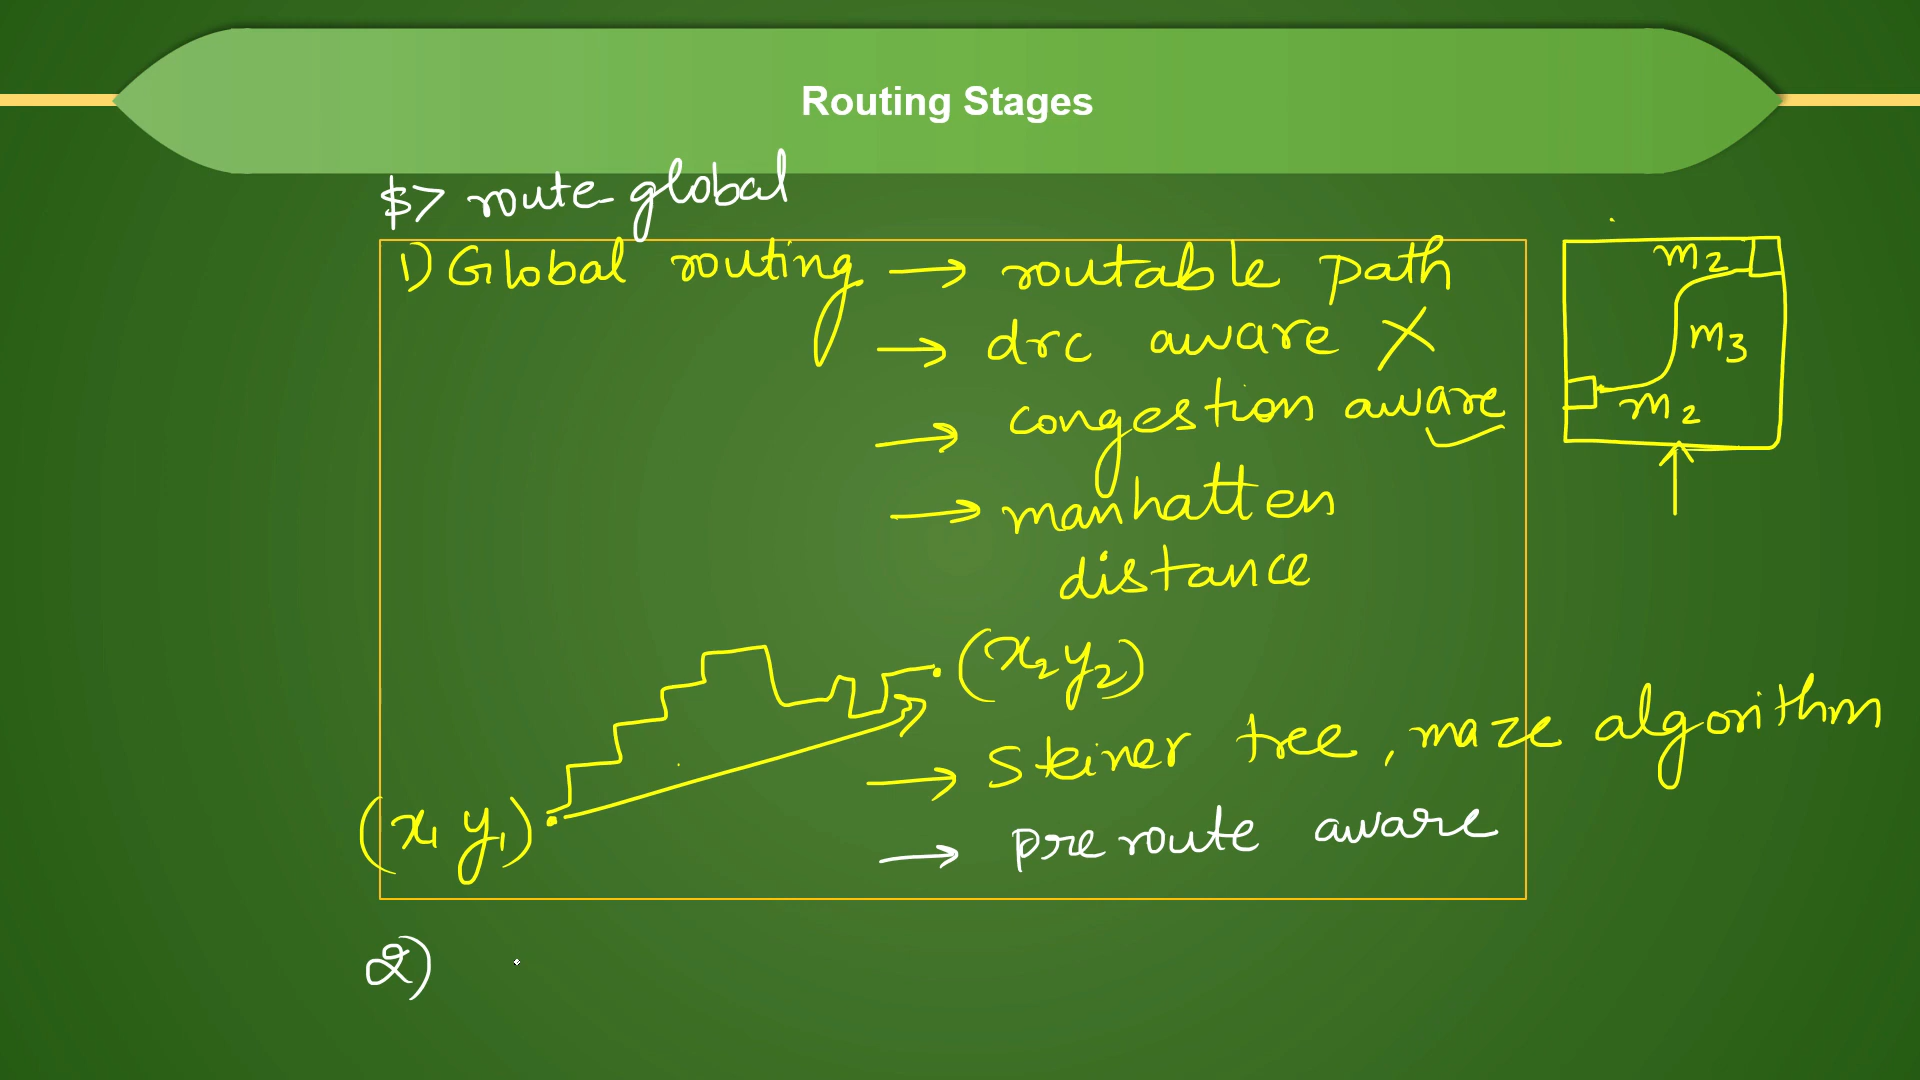 Routing Stages
$> route_global
1) Global routing → routable path
→ drc aware X
→ congestion aware
→ manhatten
distance
(x1 y1)
(x2 y2)
→ Steiner tree, maze algorithm
→ pre route aware
2)
m2
m3
m2